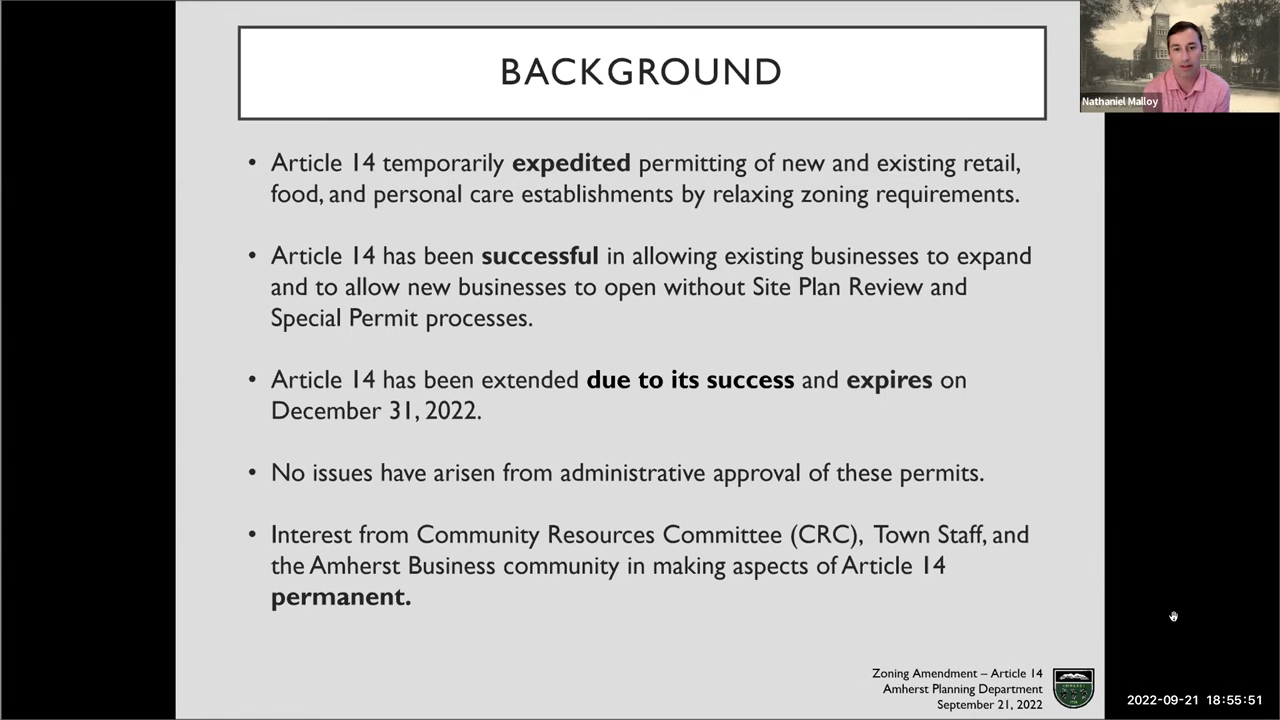 BACKGROUND
Nathaniel Malloy
• Article 14 temporarily expedited permitting of new and existing retail,
food, and personal care establishments by relaxing zoning requirements.
• Article 14 has been successful in allowing existing businesses to expand
and to allow new businesses to open without Site Plan Review and
Special Permit processes.
• Article 14 has been extended due to its success and expires on
December 31, 2022.
• No issues have arisen from administrative approval of these permits.
• Interest from Community Resources Committee (CRC), Town Staff, and
the Amherst Business community in making aspects of Article 14
permanent.
Zoning Amendment – Article 14
Amherst Planning Department
September 21, 2022
2022-09-21 18:55:51